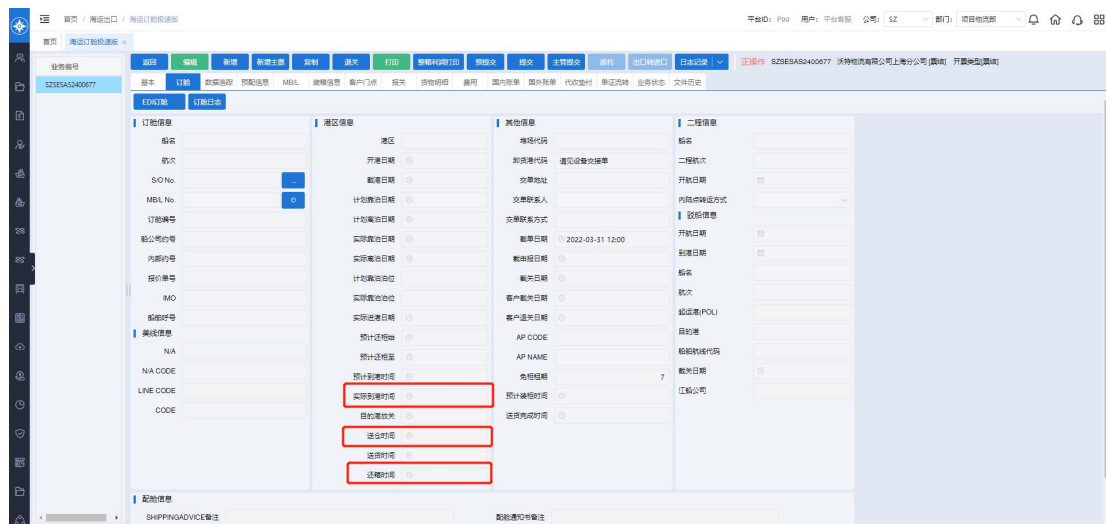 首页 / 海运出口 / 海运订舱极速版 平台ID: P99 用户: 平台客服 公司: SZ 部门: 项目物流部
首页 海运订舱极速版 ×
业务编号
SZSESAS2400677
返回 编辑 新增 新增主票 复制 退关 打印 整箱利润打印 预提交 提交 主管提交 出口转进口 日志记录
正操作 SZSESAS2400677 沃特物流有限公司上海分公司 [票结] 开票类型[票结]
基本 订舱 数据追踪 预配信息 MB/L 装箱信息 客户门点 报关 货物明细 费用 国内账单 国外账单 代收垫付 单证流转 业务状态 文件历史
EDI订舱 订舱日志
订舱信息
船名
航次
S/O No. ...
MB/L No.
订舱编号
船公司约号
内部约号
报价单号
IMO
船舶呼号
美线信息
N/A
N/A CODE
LINE CODE
CODE
港区信息
港区
开港日期
截港日期
计划靠泊日期
计划离泊日期
实际靠泊日期
实际离泊日期
计划靠泊泊位
实际靠泊泊位
实际进港日期
预计还柜始
预计还柜至
预计到港时间
实际到港时间
目的港放关
送仓时间
送货时间
还箱时间
其他信息
堆场代码
卸货港代码 请见设备交接单
交单地址
交单联系人
交单联系方式
截单日期 2022-03-31 12:00
截申报日期
截关日期
客户截关日期
客户退关日期
AP CODE
AP NAME
免柜租期 7
预计装柜时间
送货完成时间
二程信息
船名
二程航次
开航日期
内陆点转运方式
驳船信息
开航日期
到港日期
船名
航次
起运港(POL)
目的港
船舶航线代码
截关日期
江船公司
配舱信息
SHIPPINGADVICE备注 配舱通知书备注